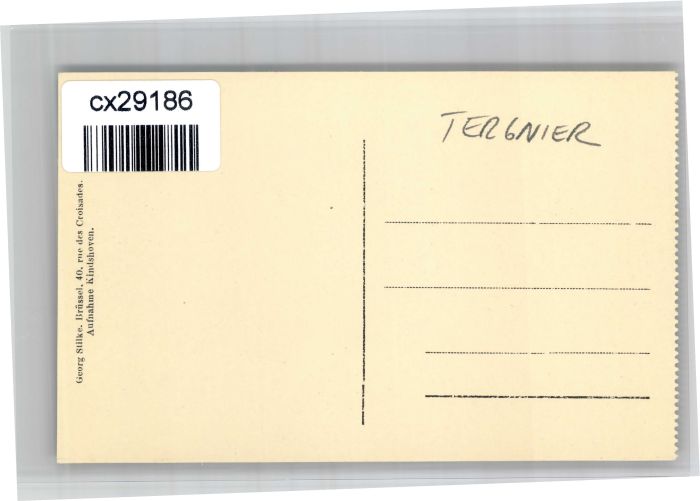 cx29186
TERGNIER
Georg Stilke, Brüssel, 40, rue des Croisades.
Aufnahme Kindshoven.